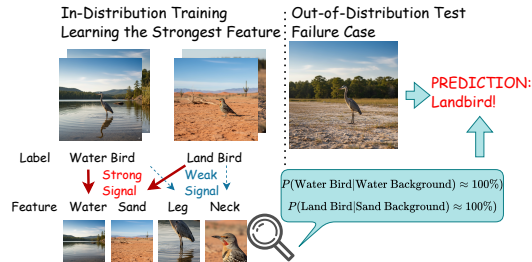 In-Distribution Training
Learning the Strongest Feature
Out-of-Distribution Test
Failure Case
PREDICTION:
Landbird!
Label Water Bird Land Bird
Strong
Signal
Weak
Signal
Feature Water Sand Leg Neck
P(Water Bird|Water Background) ≈ 100%)
P(Land Bird|Sand Background) ≈ 100%)